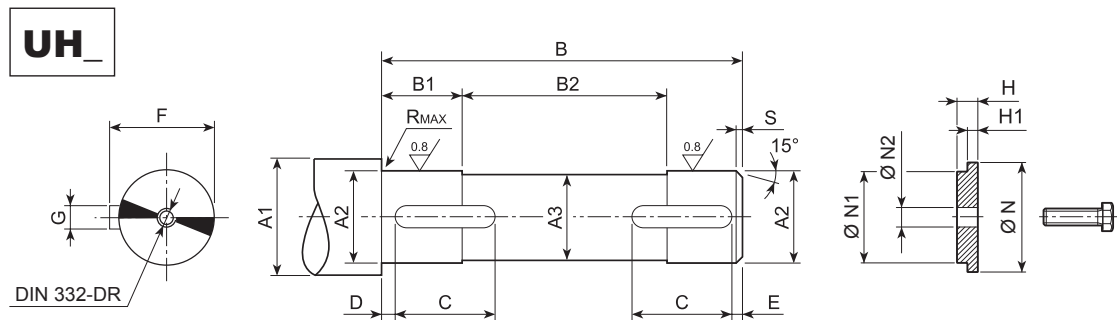 UH_
B
B1
B2
H
H1
F
RMAX
S
0.8
0.8
15°
Ø N2
G
A1
A2
A3
A2
Ø N1
Ø N
DIN 332-DR
D
C
C
E